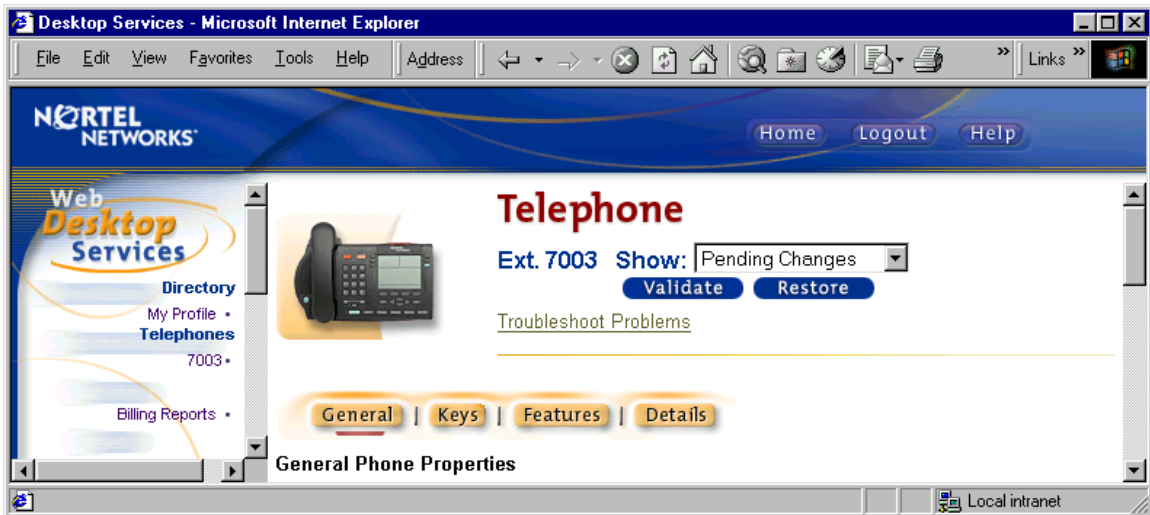 Desktop Services - Microsoft Internet Explorer
File Edit View Favorites Tools Help Address » Links »
NORTEL
NETWORKS
Home Logout Help
Web
Desktop
Services
Directory
My Profile •
Telephones
7003 •
Billing Reports •
Telephone
Ext. 7003 Show: Pending Changes
Validate Restore
Troubleshoot Problems
General | Keys | Features | Details
General Phone Properties
Local intranet